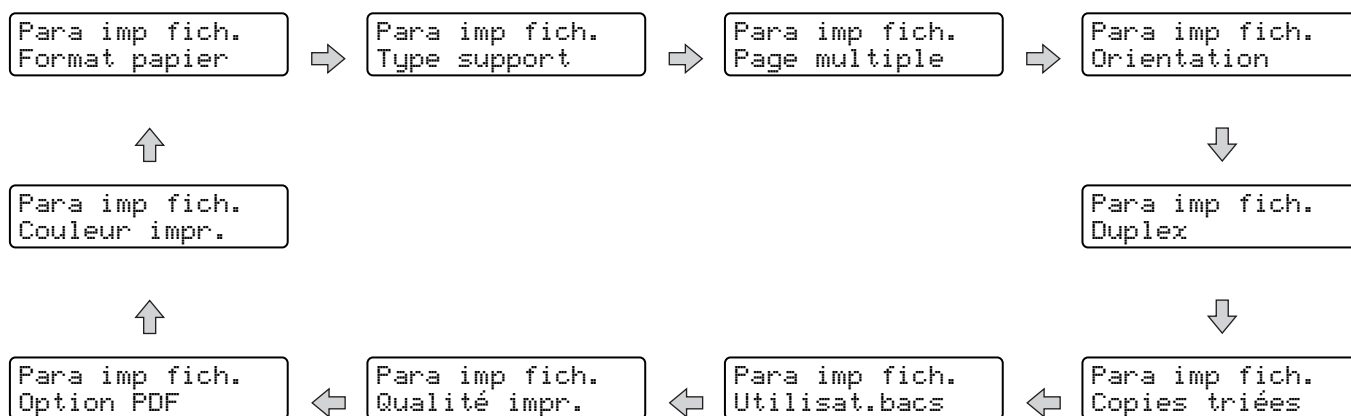 Para imp fich.
Format papier
Para imp fich.
Type support
Para imp fich.
Page multiple
Para imp fich.
Orientation
Para imp fich.
Duplex
Para imp fich.
Copies triées
Para imp fich.
Utilisat.bacs
Para imp fich.
Qualité impr.
Para imp fich.
Option PDF
Para imp fich.
Couleur impr.